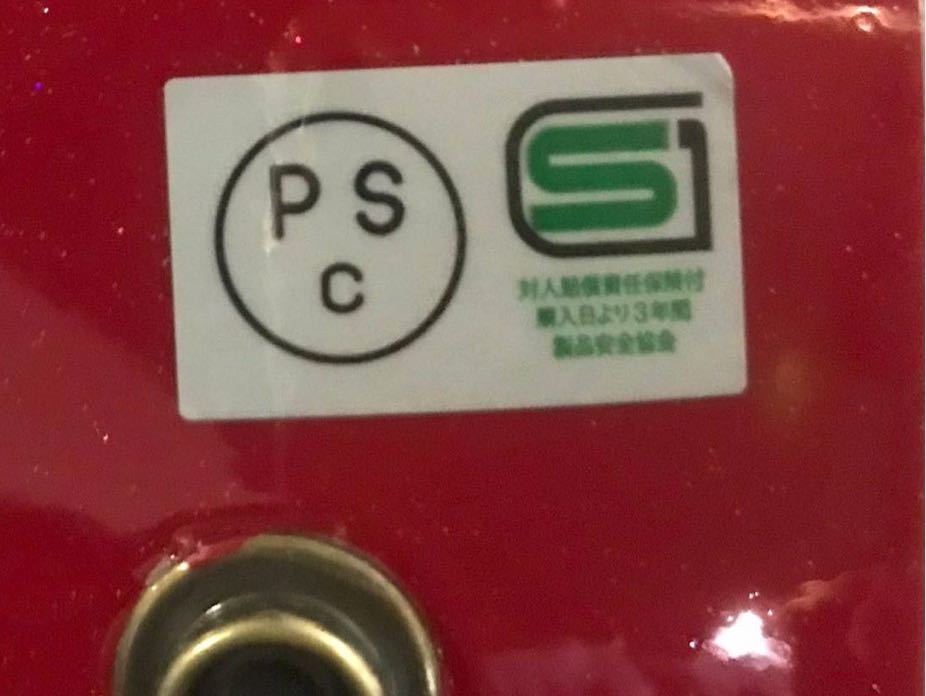 P S
C
SG
対人賠償責任保険付
購入日より3年間
製品安全協会